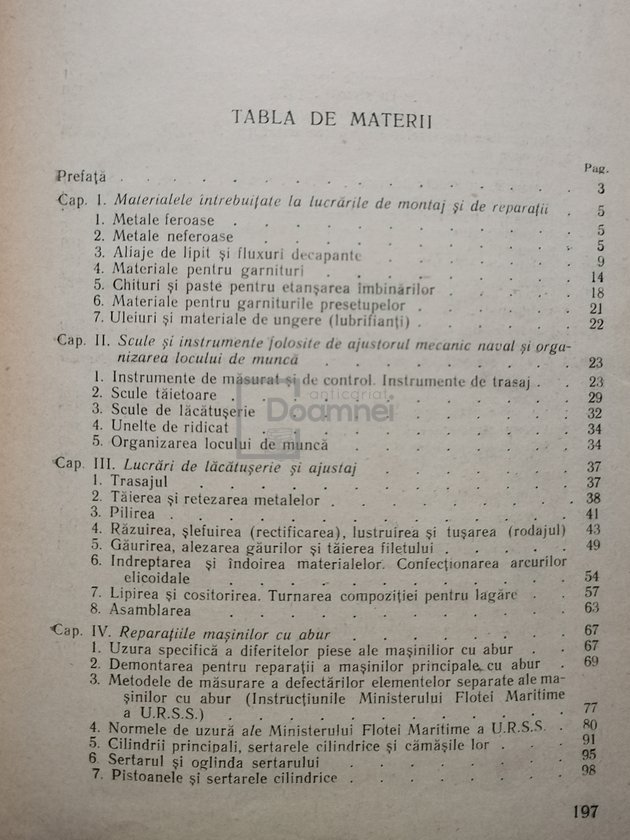 TABLA DE MATERII
Pag.
Prefață . . . . . . . . . . . . . 3
Cap. I. Materialele întrebuițate la lucrările de montaj și de reparații . 5
1. Metale feroase . . . . . . . . . . 5
2. Metale neferoase . . . . . . . . . . 5
3. Aliaje de lipit și fluxuri decapante . . . . . . 9
4. Materiale pentru garnituri . . . . . . . . 14
5. Chituri și paste pentru etanșarea îmbinărilor . . . . 18
6. Materiale pentru garniturile presetupelor . . . . . 21
7. Uleiuri și materiale de ungere (lubrifianți) . . . . . 22
Cap. II. Scule și instrumente folosite de ajustorul mecanic naval și orga-
nizarea locului de muncă . . . . . . . . 23
1. Instrumente de măsurat și de control. Instrumente de trasaj . . 23
2. Scule tăietoare . . . . . . . . . . 29
3. Scule de lăcătușerie . . . . . . . . . 32
4. Unelte de ridicat . . . . . . . . . . 34
5. Organizarea locului de muncă . . . . . . . 34
Cap. III. Lucrări de lăcătușerie și ajustaj . . . . . . 37
1. Trasajul . . . . . . . . . . . 37
2. Tăierea și retezarea metalelor . . . . . . . 38
3. Pilirea . . . . . . . . . . . . 41
4. Răzuirea, șlefuirea (rectificarea), lustruirea și tușarea (rodajul) 43
5. Găurirea, alezarea găurilor și tăierea filetului . . . . . 49
6. Indreptarea și îndoirea materialelor. Confecționarea arcurilor
elicoidale . . . . . . . . . . . 54
7. Lipirea și cositorirea. Turnarea compoziției pentru lagăre . . 57
8. Asamblarea . . . . . . . . . . . 63
Cap. IV. Reparațiile mașinilor cu abur . . . . . . . 67
1. Uzura specifică a diferitelor piese ale mașinilior cu abur . . 67
2. Demontarea pentru reparații a mașinilor principale cu abur . 69
3. Metodele de măsurare a defectărilor elementelor separate ale ma-
șinilor cu abur (Instrucțiunile Ministerului Flotei Maritime
a U.R.S.S.) . . . . . . . . . . . 77
4. Normele de uzură ale Ministerului Flotei Maritime a U.R.S.S. . 80
5. Cilindrii principali, sertarele cilindrice și cămășile lor . . . 91
6. Sertarul și oglinda sertarului . . . . . . . 95
7. Pistoanele și sertarele cilindrice . . . . . . . 98
197
anticariat
Doamnei